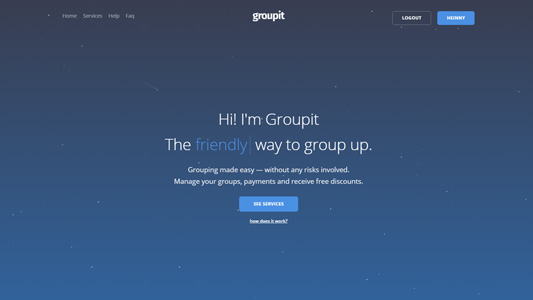 Home Services Help Faq
groupit
LOGOUT
HEINNY
Hi! I'm Groupit
The friendly way to group up.
Grouping made easy — without any risks involved.
Manage your groups, payments and receive free discounts.
SEE SERVICES
how does it work?